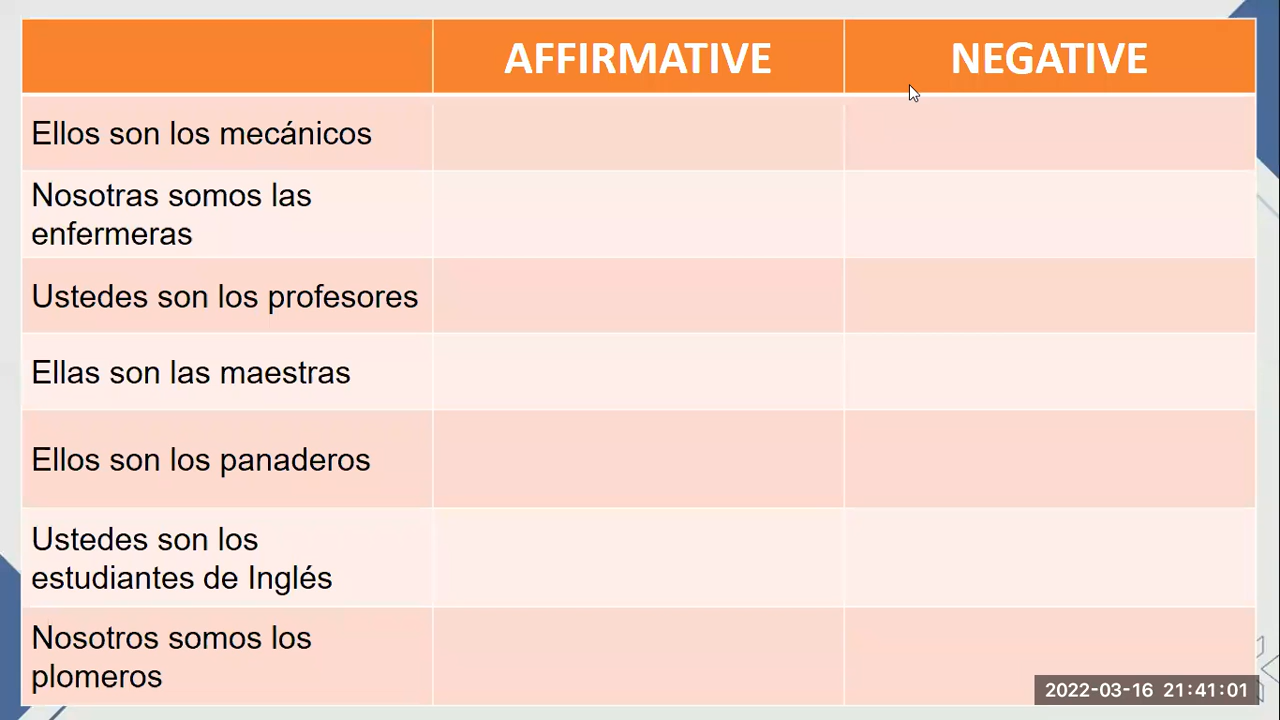 AFFIRMATIVE
NEGATIVE
Ellos son los mecánicos
Nosotras somos las
enfermeras
Ustedes son los profesores
Ellas son las maestras
Ellos son los panaderos
Ustedes son los
estudiantes de Inglés
Nosotros somos los
plomeros
2022-03-16 21:41:01